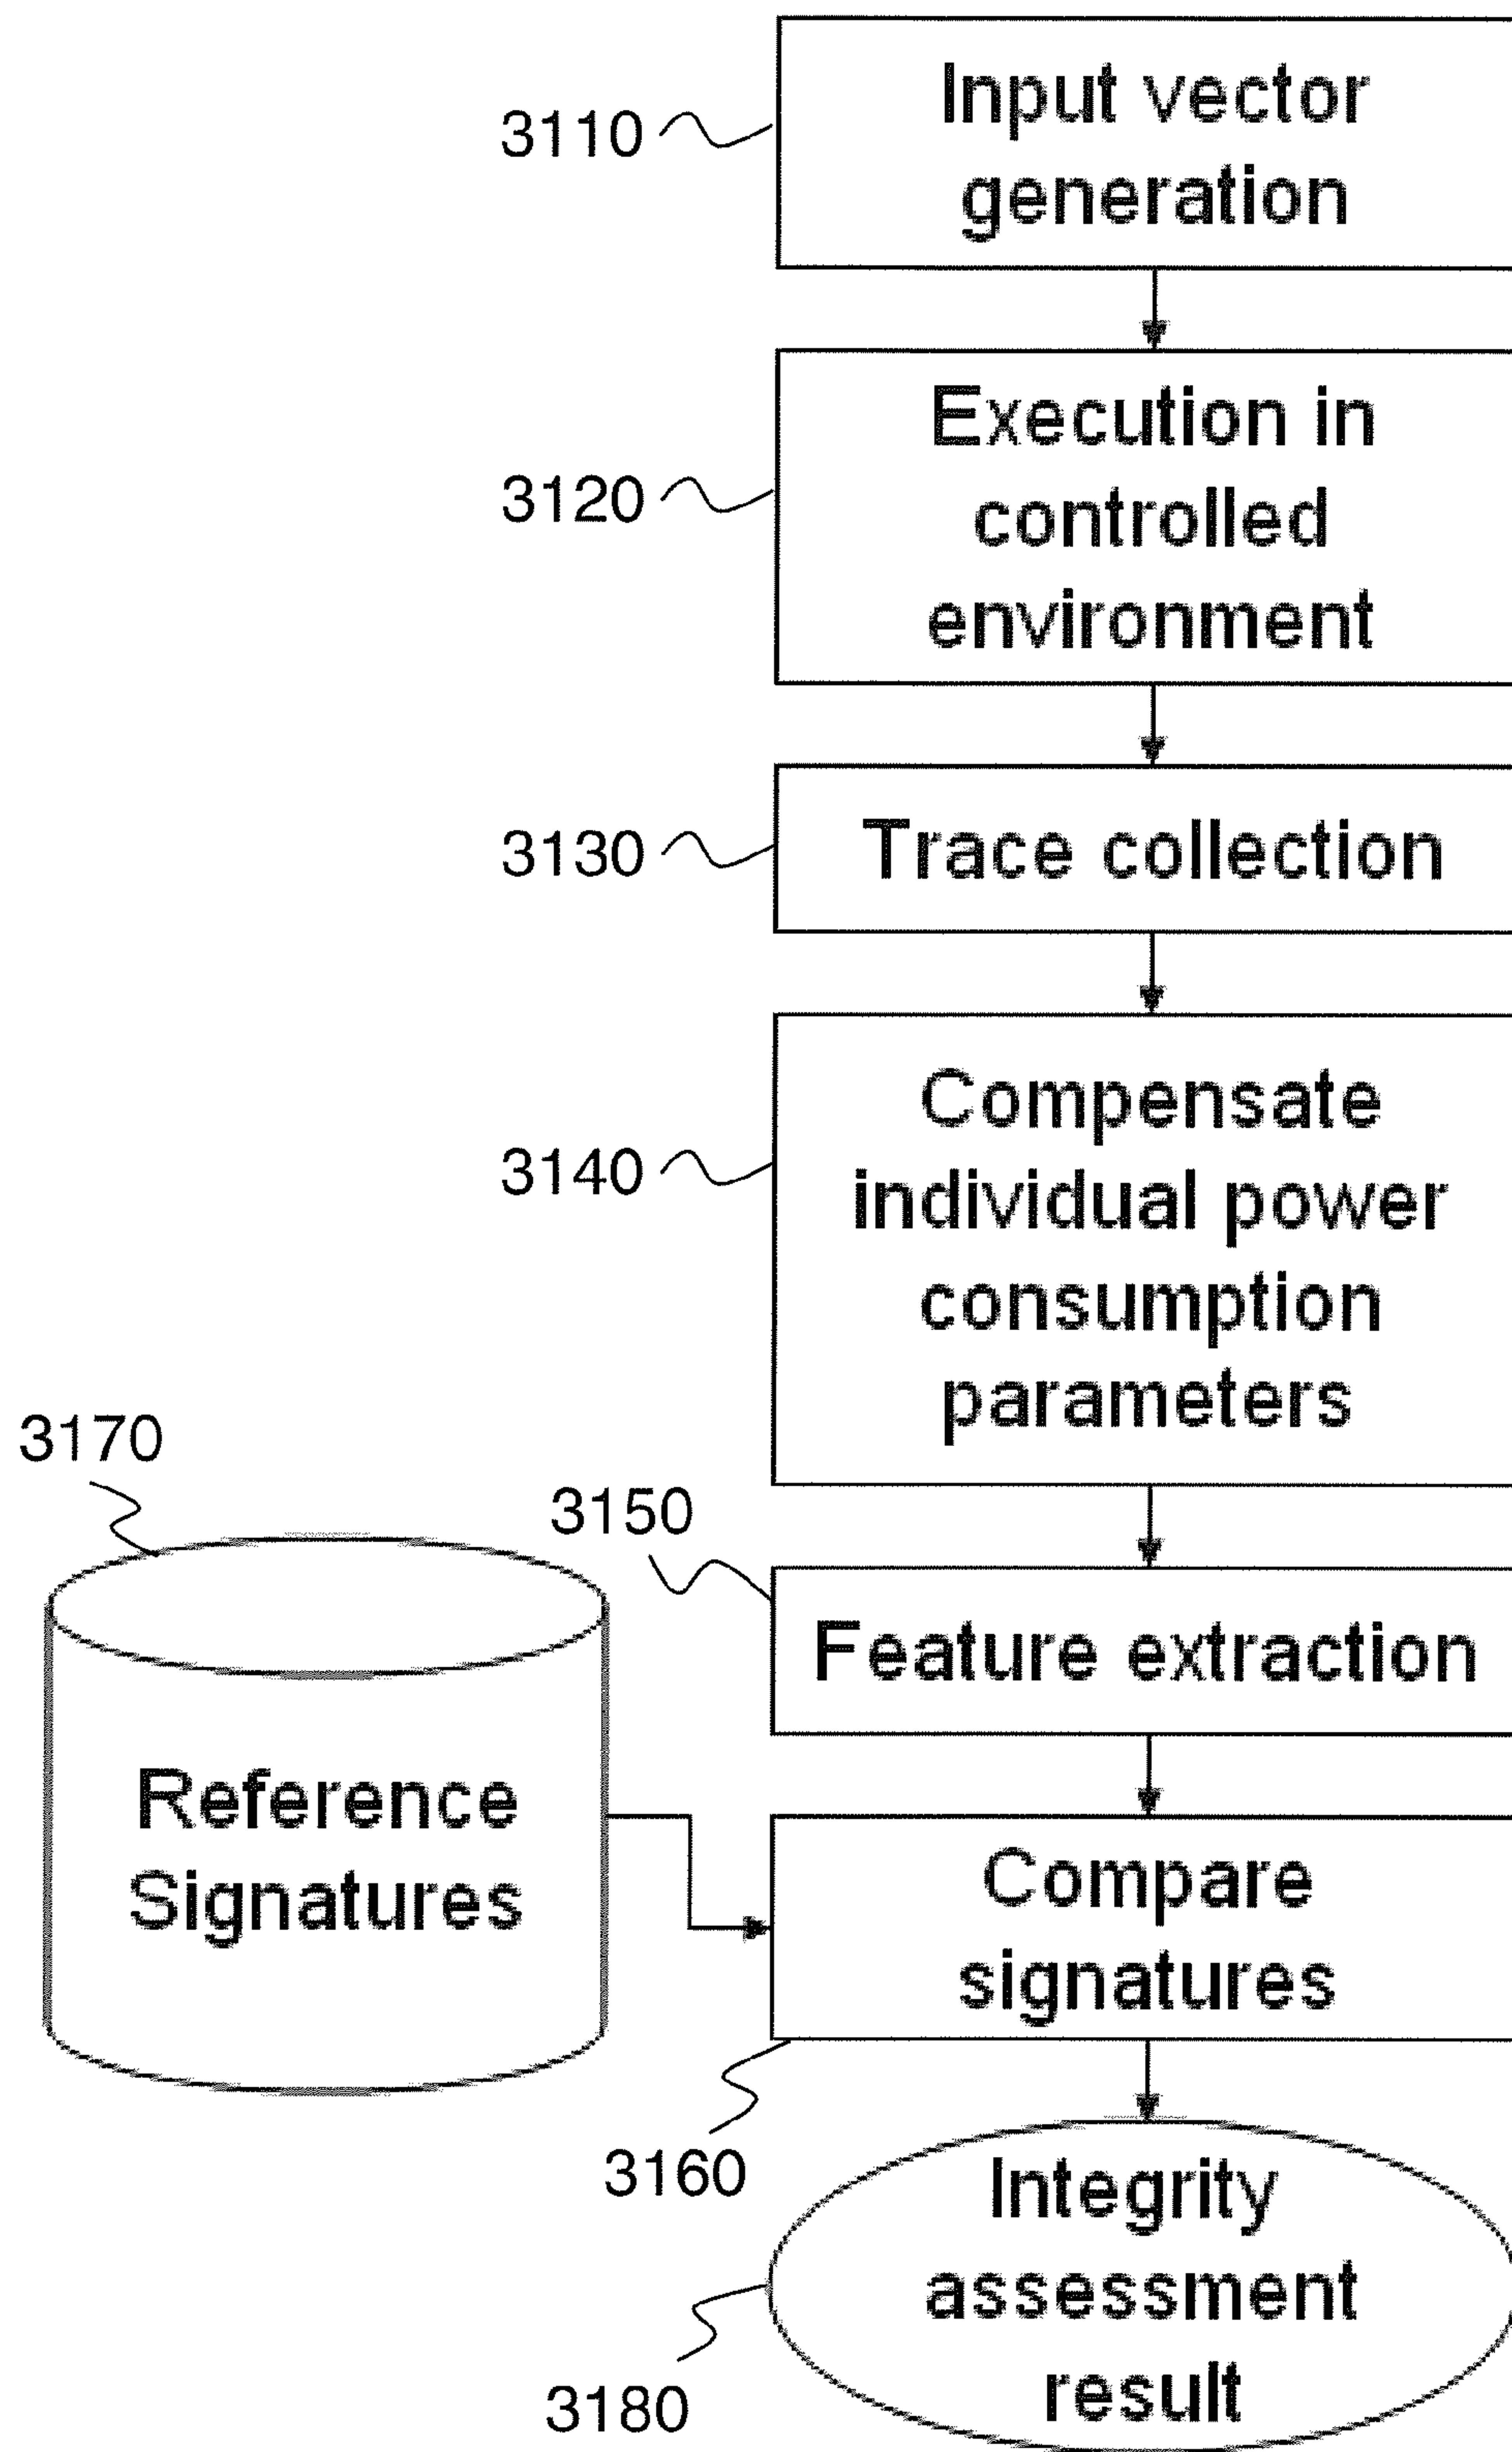 3110
Input vector
generation
3120
Execution in
controlled
environment
3130
Trace collection
3140
Compensate
individual power
consumption
parameters
3170
3150
Feature extraction
Reference
Signatures
Compare
signatures
3160
Integrity
assessment
result
3180